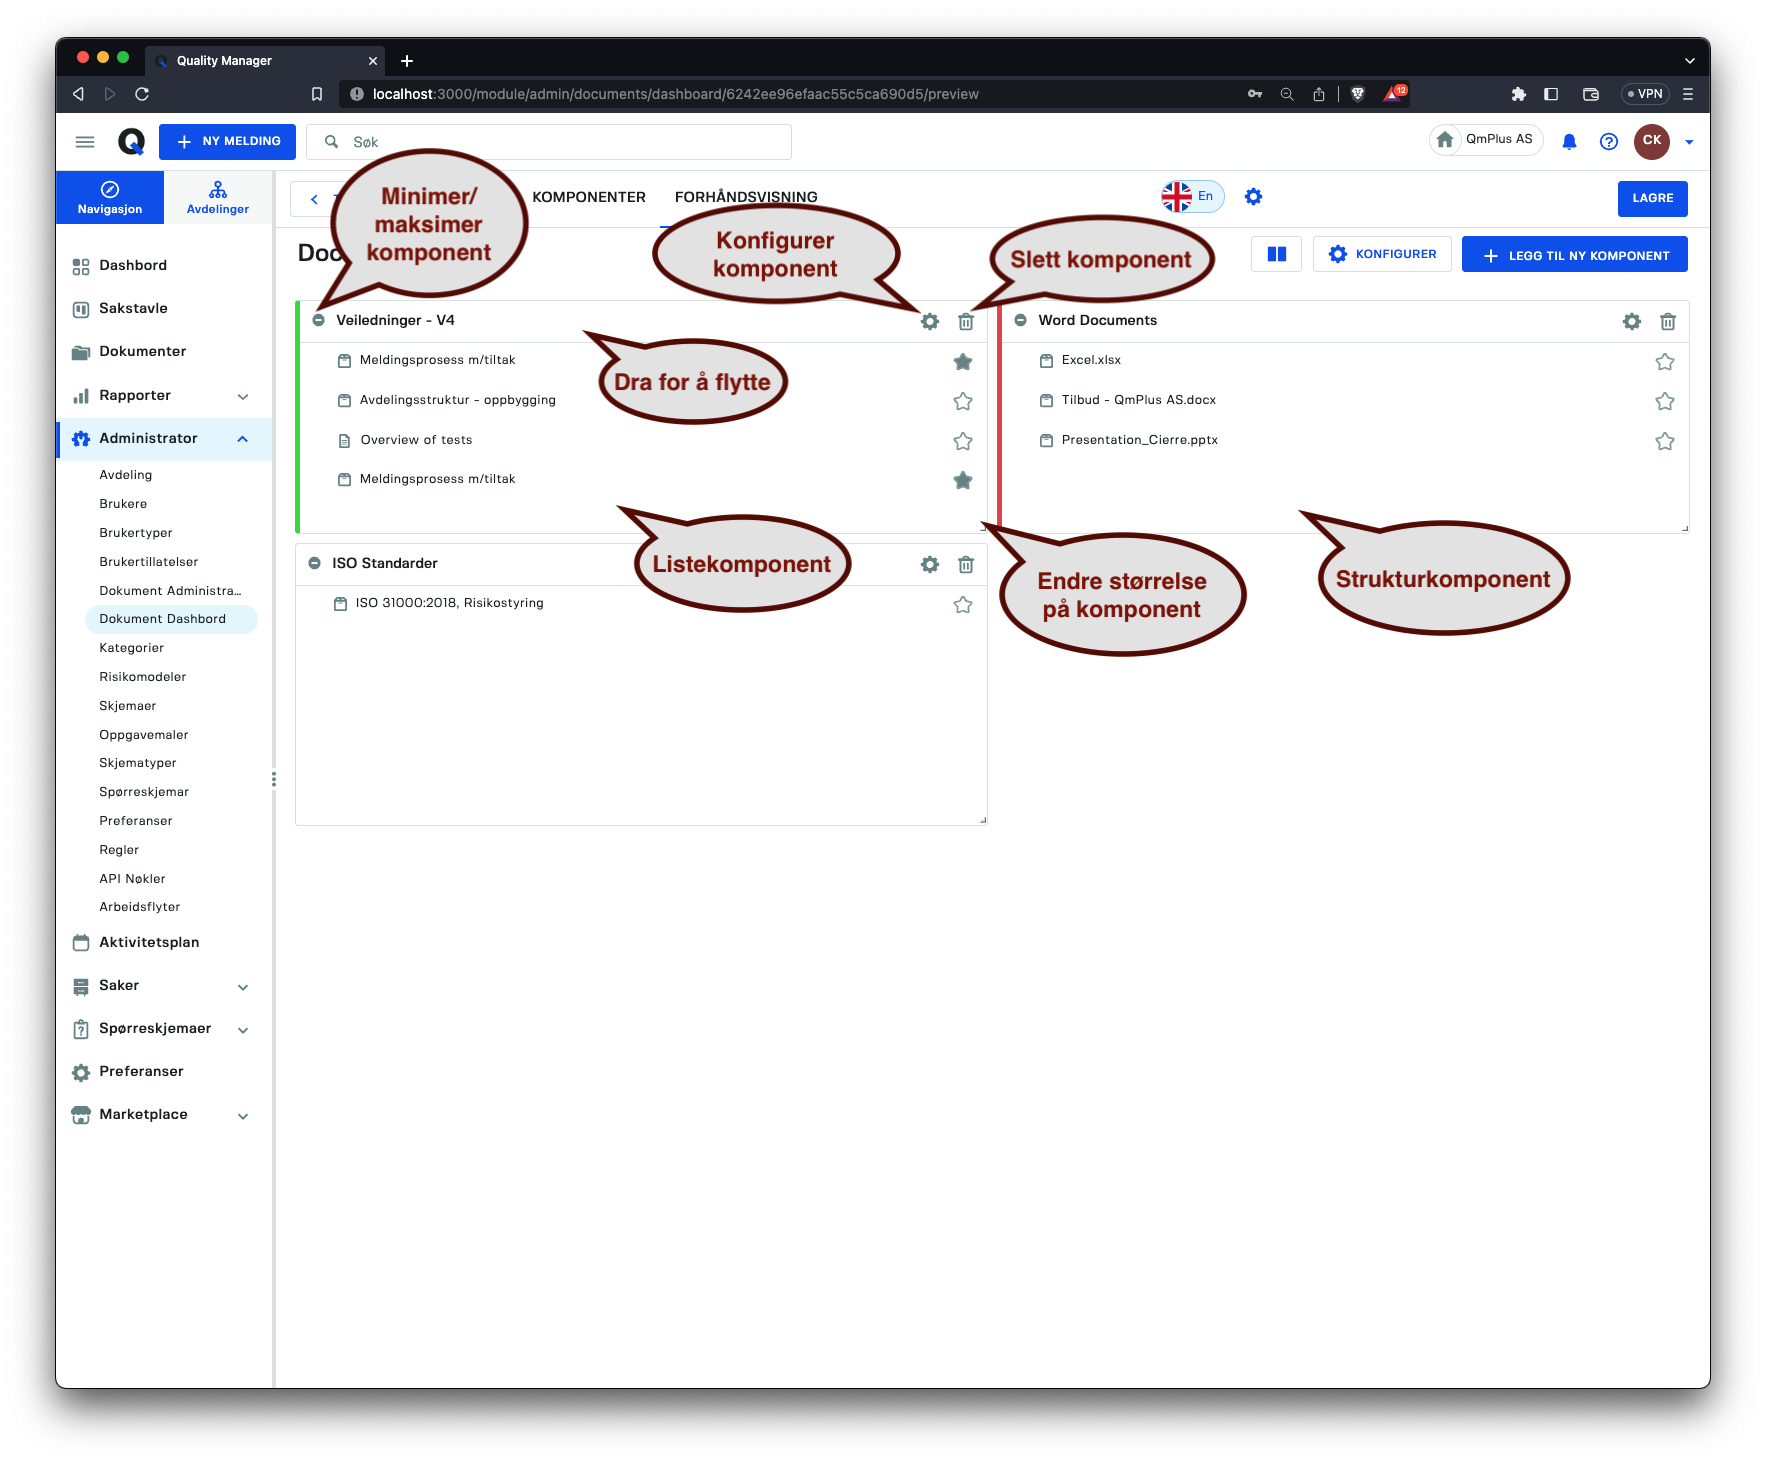 Quality Manager
localhost:3000/module/admin/documents/dashboard/6242ee96efaac55c5ca690d5/preview
12
VPN
NY MELDING
Søk
QmPlus AS
CK
Navigasjon
Avdelinger
KOMPONENTER
FORHÅNDSVISNING
En
LAGRE
Minimer/
maksimer
komponent
Konfigurer
komponent
Slett komponent
Doc
KONFIGURER
LEGG TIL NY KOMPONENT
Dashbord
Sakstavle
Dokumenter
Rapporter
Administrator
Avdeling
Brukere
Brukertyper
Brukertillatelser
Dokument Administra...
Dokument Dashbord
Kategorier
Risikomodeler
Skjemaer
Oppgavemaler
Skjematyper
Spørreskjemar
Preferanser
Regler
API Nøkler
Arbeidsflyter
Aktivitetsplan
Saker
Spørreskjemaer
Preferanser
Marketplace
Veiledninger - V4
Meldingsprosess m/tiltak
Avdelingsstruktur - oppbygging
Overview of tests
Meldingsprosess m/tiltak
Dra for å flytte
Listekomponent
Word Documents
Excel.xlsx
Tilbud - QmPlus AS.docx
Presentation_Cierre.pptx
Endre størrelse
på komponent
Strukturkomponent
ISO Standarder
ISO 31000:2018, Risikostyring